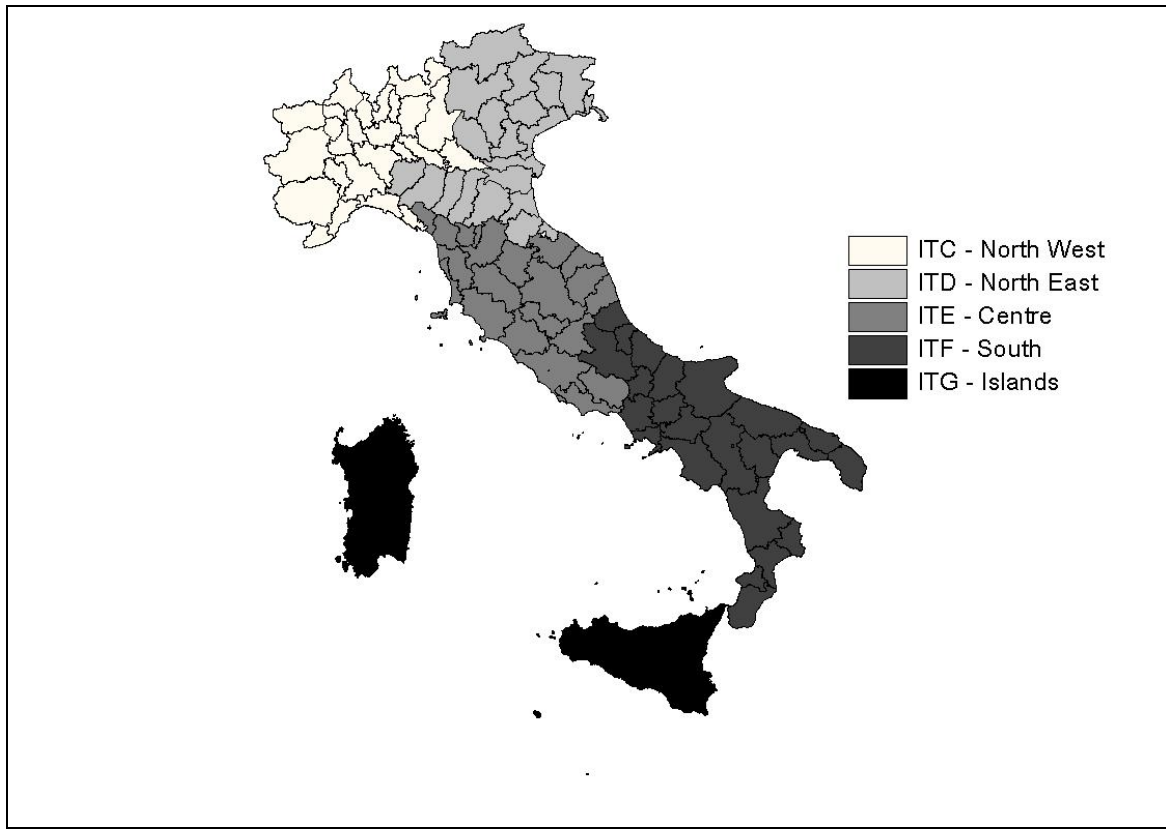 ITC - North West
ITD - North East
ITE - Centre
ITF - South
ITG - Islands